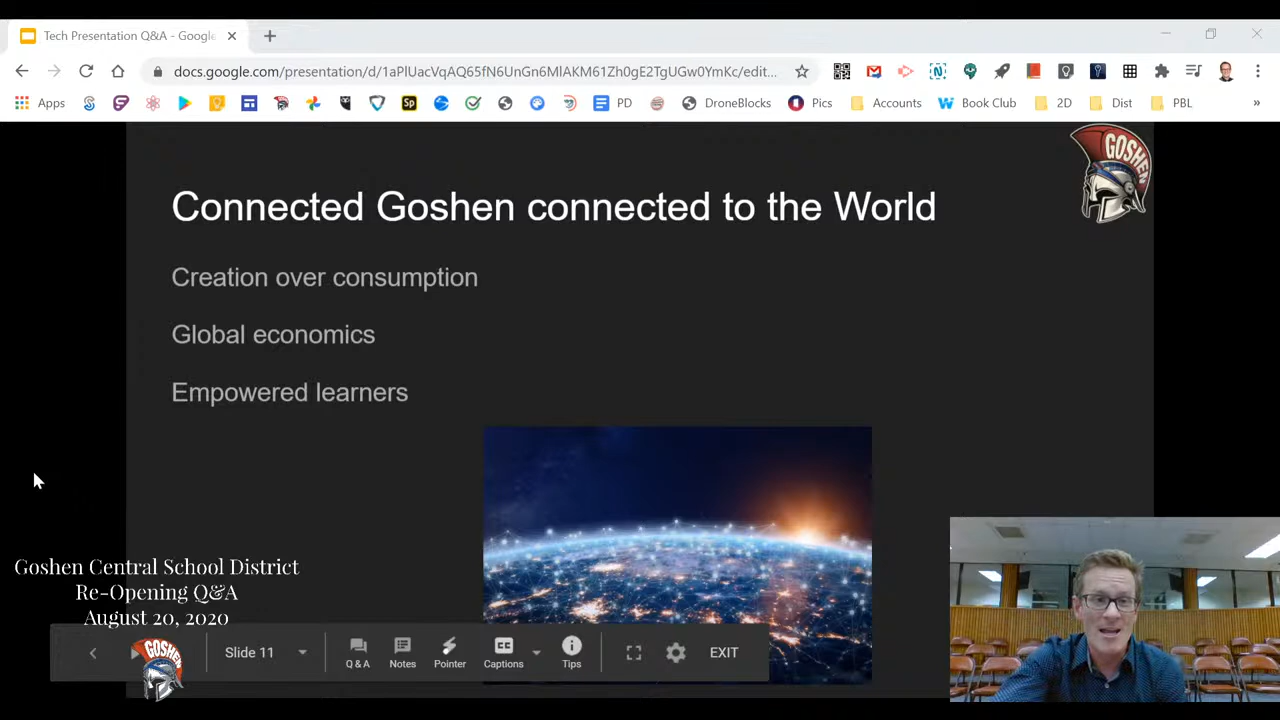 Tech Presentation Q&A - Google
docs.google.com/presentation/d/
Apps
Sp
PD
DroneBlocks
Pics
Accounts
Book Club
2D
Dist
PBL
»
GOSHEN
Connected Goshen connected to the World
Creation over consumption
Global economics
Empowered learners
Goshen Central School District
Re-Opening Q&A
August 20, 2020
GOSHEN
Slide 11
Q & A
Notes
Pointer
CC
Captions
Tips
EXIT